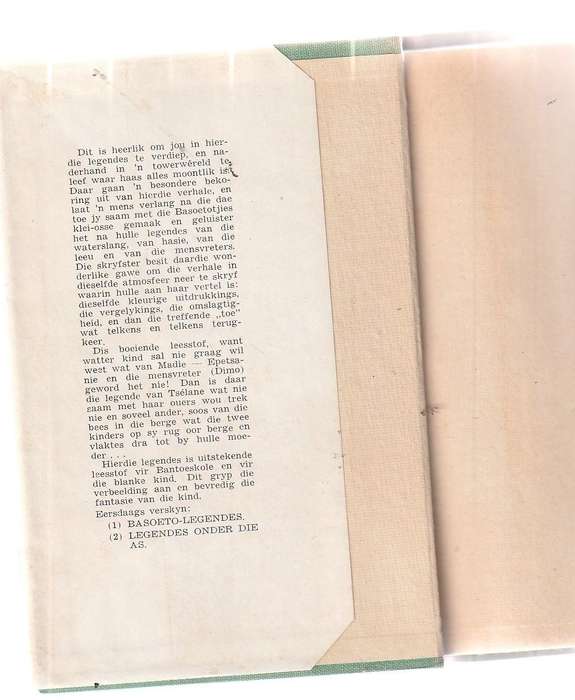 Dit is heerlik om jou in hier-
die legendes te verdiep, en na-
derhand in 'n towerwêreld te
leef waar haas alles moontlik is.
Daar gaan 'n besondere beko-
ring uit van hierdie verhale, en
laat 'n mens verlang na die dae
toe jy saam met die Basoetotjies
klei-osse gemaak en geluister
het na hulle legendes van die
waterslang, van hasie, van die
leeu en van die mensvreters.
Die skryfster besit daardie won-
derlike gawe om die verhale in
dieselfde atmosfeer neer te skryf
waarin hulle aan haar vertel is:
dieselfde kleurige uitdrukkings,
die vergelykings, die omslagtig-
heid, en dan die treffende „toe"
wat telkens en telkens terug-
keer.
Dis boeiende leesstof, want
watter kind sal nie graag wil
weet wat van Madie — Epetsa-
nie en die mensvreter (Dimo)
geword het nie! Dan is daar
die legende van Tsélane wat nie
saam met haar ouers wou trek
nie en soveel ander, soos van die
bees in die berge wat die twee
kinders op sy rug oor berge en
vlaktes dra tot by hulle moe-
der . . .
Hierdie legendes is uitstekende
leesstof vir Bantoeskole en vir
die blanke kind. Dit gryp die
verbeelding aan en bevredig die
fantasie van die kind.
Eersdaags verskyn:
(1) BASOETO-LEGENDES.
(2) LEGENDES ONDER DIE
AS.